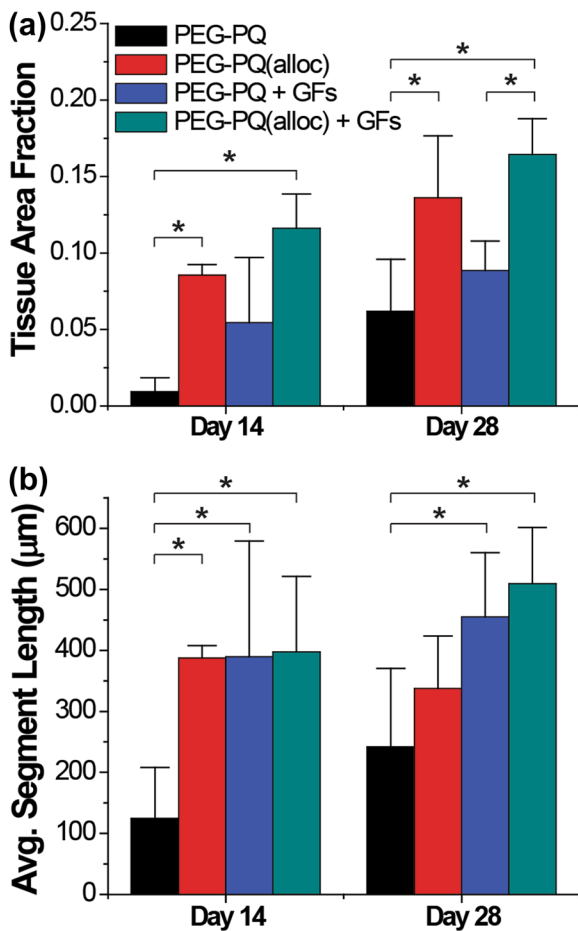 (a)
0.25
0.20
0.15
0.10
0.05
0.00
Tissue Area Fraction
PEG-PQ
PEG-PQ(alloc)
PEG-PQ + GFs
PEG-PQ(alloc) + GFs
*
*
*
*
*
Day 14
Day 28
(b)
600
500
400
300
200
100
0
Avg. Segment Length (μm)
*
*
*
*
*
Day 14
Day 28